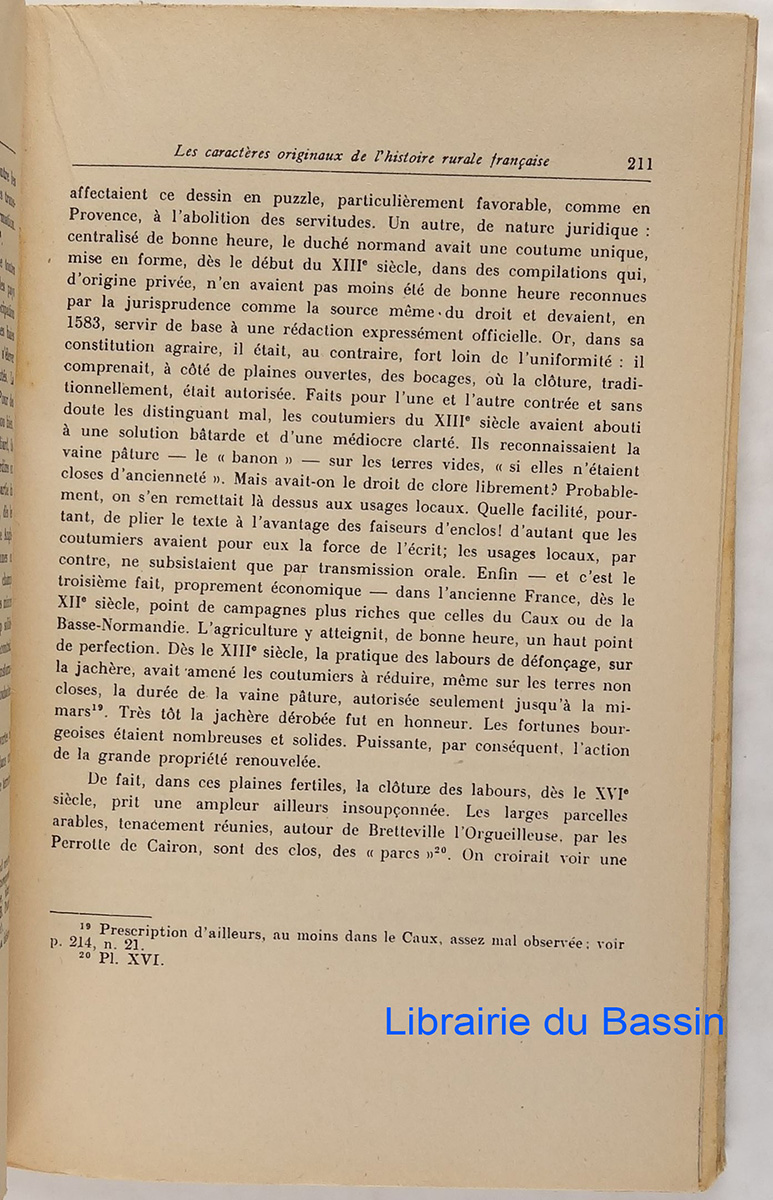 Les caractères originaux de l'histoire rurale française 211
affectaient ce dessin en puzzle, particulièrement favorable, comme en
Provence, à l'abolition des servitudes. Un autre, de nature juridique :
centralisé de bonne heure, le duché normand avait une coutume unique,
mise en forme, dès le début du XIIIe siècle, dans des compilations qui,
d'origine privée, n'en avaient pas moins été de bonne heure reconnues
par la jurisprudence comme la source même du droit et devaient, en
1583, servir de base à une rédaction expressément officielle. Or, dans sa
constitution agraire, il était, au contraire, fort loin de l'uniformité : il
comprenait, à côté de plaines ouvertes, des bocages, où la clôture, tradi-
tionnellement, était autorisée. Faits pour l'une et l'autre contrée et sans
doute les distinguant mal, les coutumiers du XIIIe siècle avaient abouti
à une solution bâtarde et d'une médiocre clarté. Ils reconnaissaient la
vaine pâture — le « banon » — sur les terres vides, « si elles n'étaient
closes d'ancienneté ». Mais avait-on le droit de clore librement? Probable-
ment, on s'en remettait là dessus aux usages locaux. Quelle facilité, pour-
tant, de plier le texte à l'avantage des faiseurs d'enclos! d'autant que les
coutumiers avaient pour eux la force de l'écrit; les usages locaux, par
contre, ne subsistaient que par transmission orale. Enfin — et c'est le
troisième fait, proprement économique — dans l'ancienne France, dès le
XIIe siècle, point de campagnes plus riches que celles du Caux ou de la
Basse-Normandie. L'agriculture y atteignit, de bonne heure, un haut point
de perfection. Dès le XIIIe siècle, la pratique des labours de défonçage, sur
la jachère, avait amené les coutumiers à réduire, même sur les terres non
closes, la durée de la vaine pâture, autorisée seulement jusqu'à la mi-
mars¹⁹. Très tôt la jachère dérobée fut en honneur. Les fortunes bour-
geoises étaient nombreuses et solides. Puissante, par conséquent, l'action
de la grande propriété renouvelée.
De fait, dans ces plaines fertiles, la clôture des labours, dès le XVIe
siècle, prit une ampleur ailleurs insoupçonnée. Les larges parcelles
arables, tenacement réunies, autour de Bretteville l'Orgueilleuse, par les
Perrotte de Cairon, sont des clos, des « parcs »²⁰. On croirait voir une
¹⁹ Prescription d'ailleurs, au moins dans le Caux, assez mal observée; voir
p. 214, n. 21.
²⁰ Pl. XVI.
Librairie du Bassin